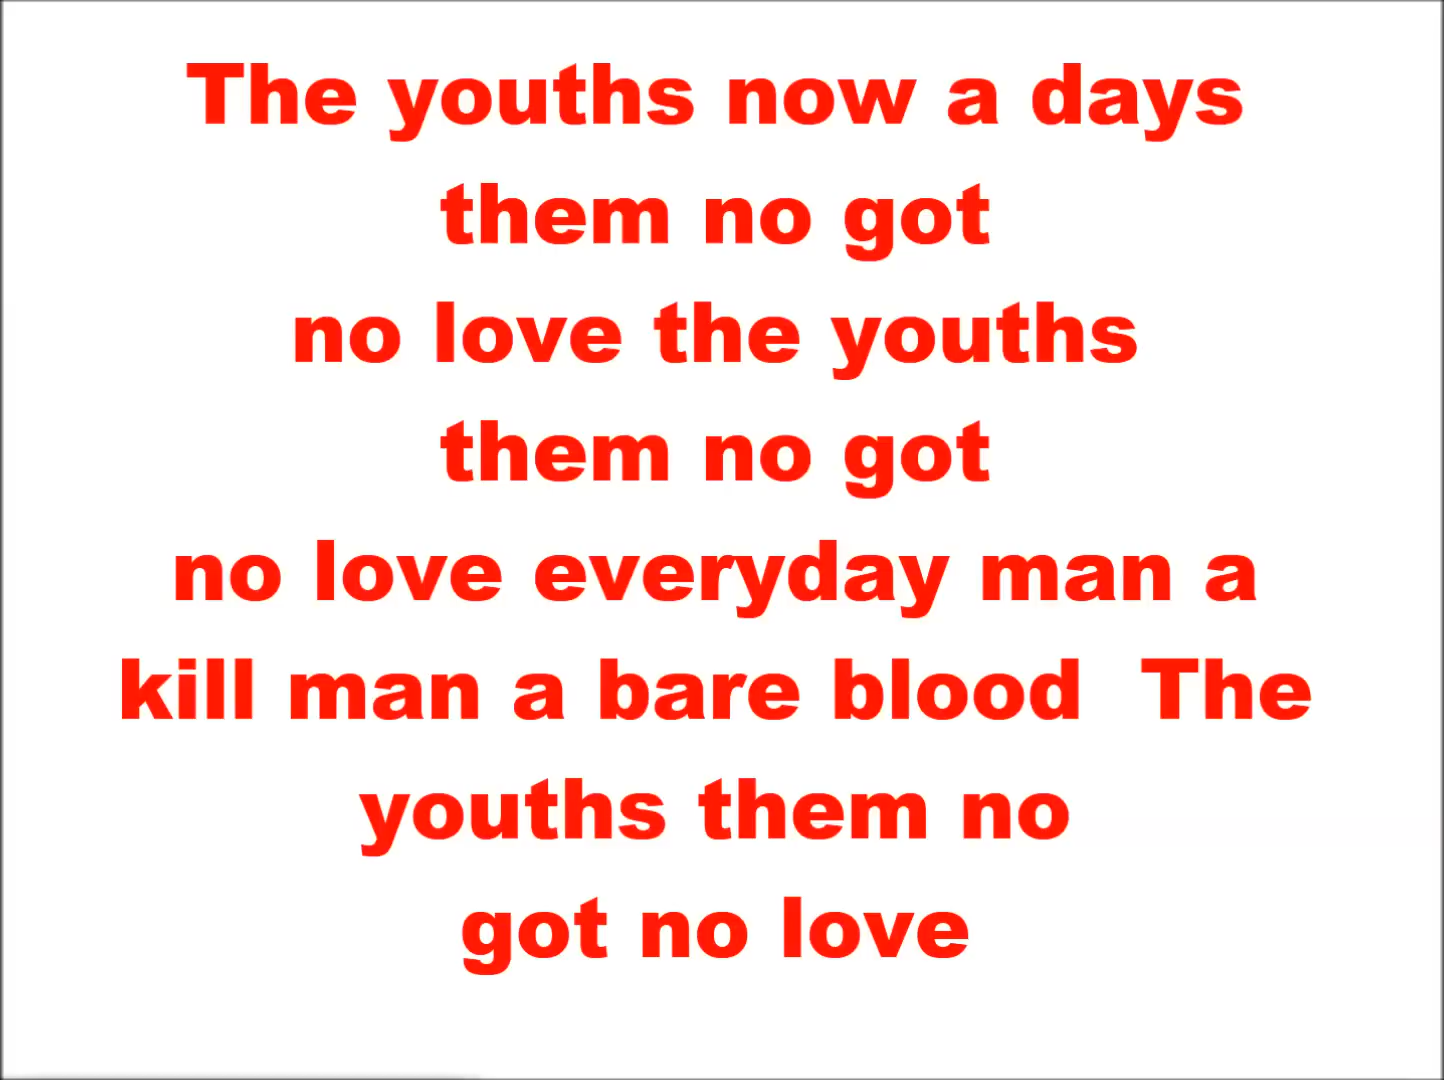 The youths now a days
them no got
no love the youths
them no got
no love everyday man a
kill man a bare blood  The
youths them no
got no love